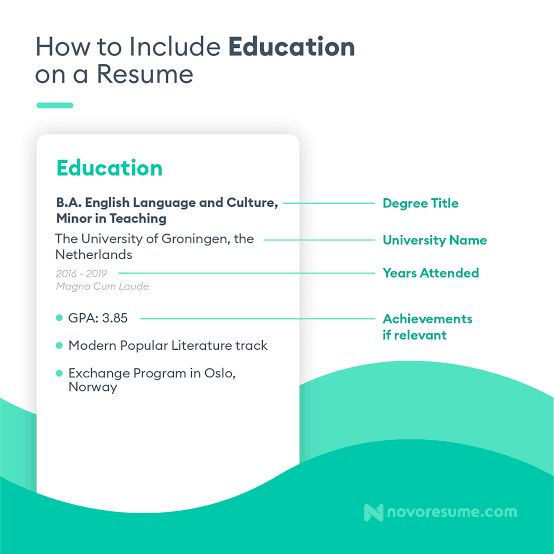 How to Include Education
on a Resume
Education
B.A. English Language and Culture,
Minor in Teaching
Degree Title
The University of Groningen, the
Netherlands
University Name
2016 - 2019
Magna Cum Laude
Years Attended
GPA: 3.85
Achievements
if relevant
Modern Popular Literature track
Exchange Program in Oslo,
Norway
novoresume.com